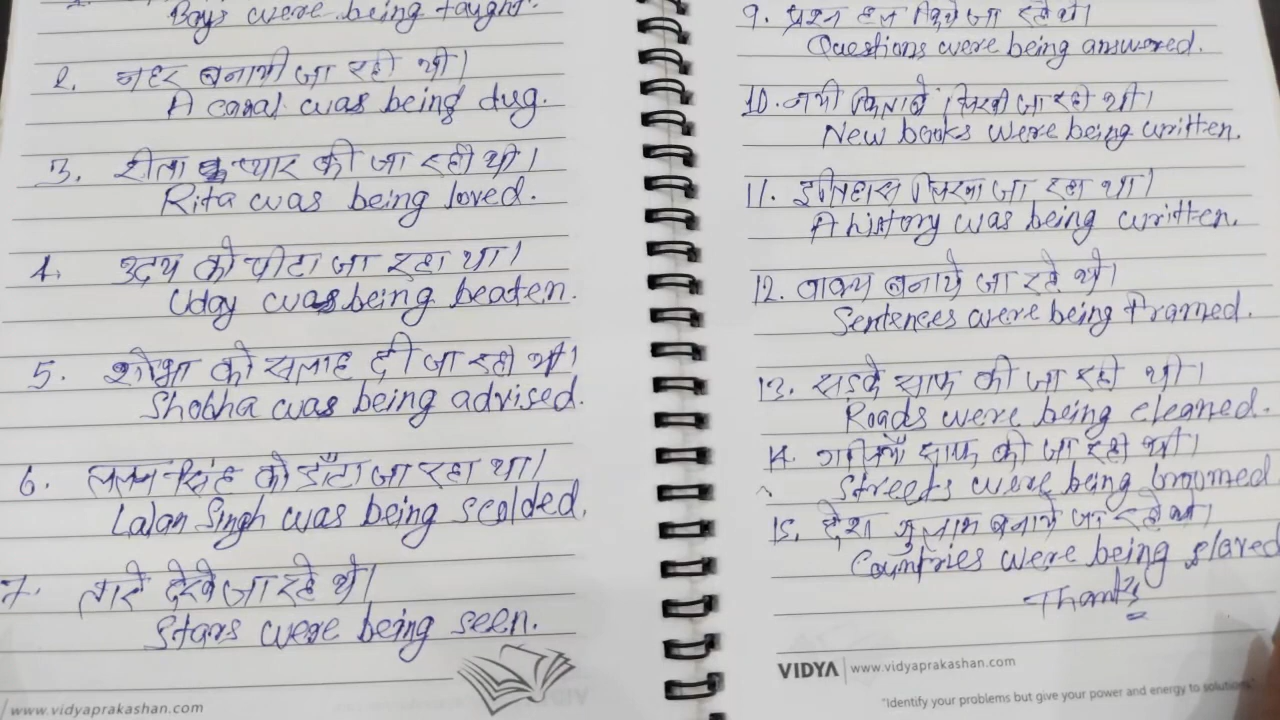 Boys were being taught.
2. नहर बनायी जा रही थी।
A canal was being dug.
3. रीता को प्यार की जा रही थी।
Rita was being loved.
4. उदय को पीटा जा रहा था।
Uday was being beaten.
5. शोभा को सलाह दी जा रही थी।
Shobha was being advised.
6. ललन सिंह को डाँटा जा रहा था।
Lalan Singh was being scolded.
7. तारे देखे जा रहे थे।
Stars were being seen.
www.vidyaprakashan.com
9. प्रश्न हल किये जा रहे थे।
Questions were being answered.
10. नयी किताबें लिखी जा रही थी।
New books were being written.
11. इतिहास लिखा जा रहा था।
A history was being written.
12. वाक्य बनाये जा रहे थे।
Sentences were being framed.
13. सड़कें साफ की जा रही थी।
Roads were being cleaned.
14. गलियाँ साफ की जा रही थी।
Streets were being broomed
15. देश गुलाम बनाये जा रहे थे।
Countries were being slaved
Thanks
VIDYA www.vidyaprakashan.com
"Identify your problems but give your power and energy to solutions"